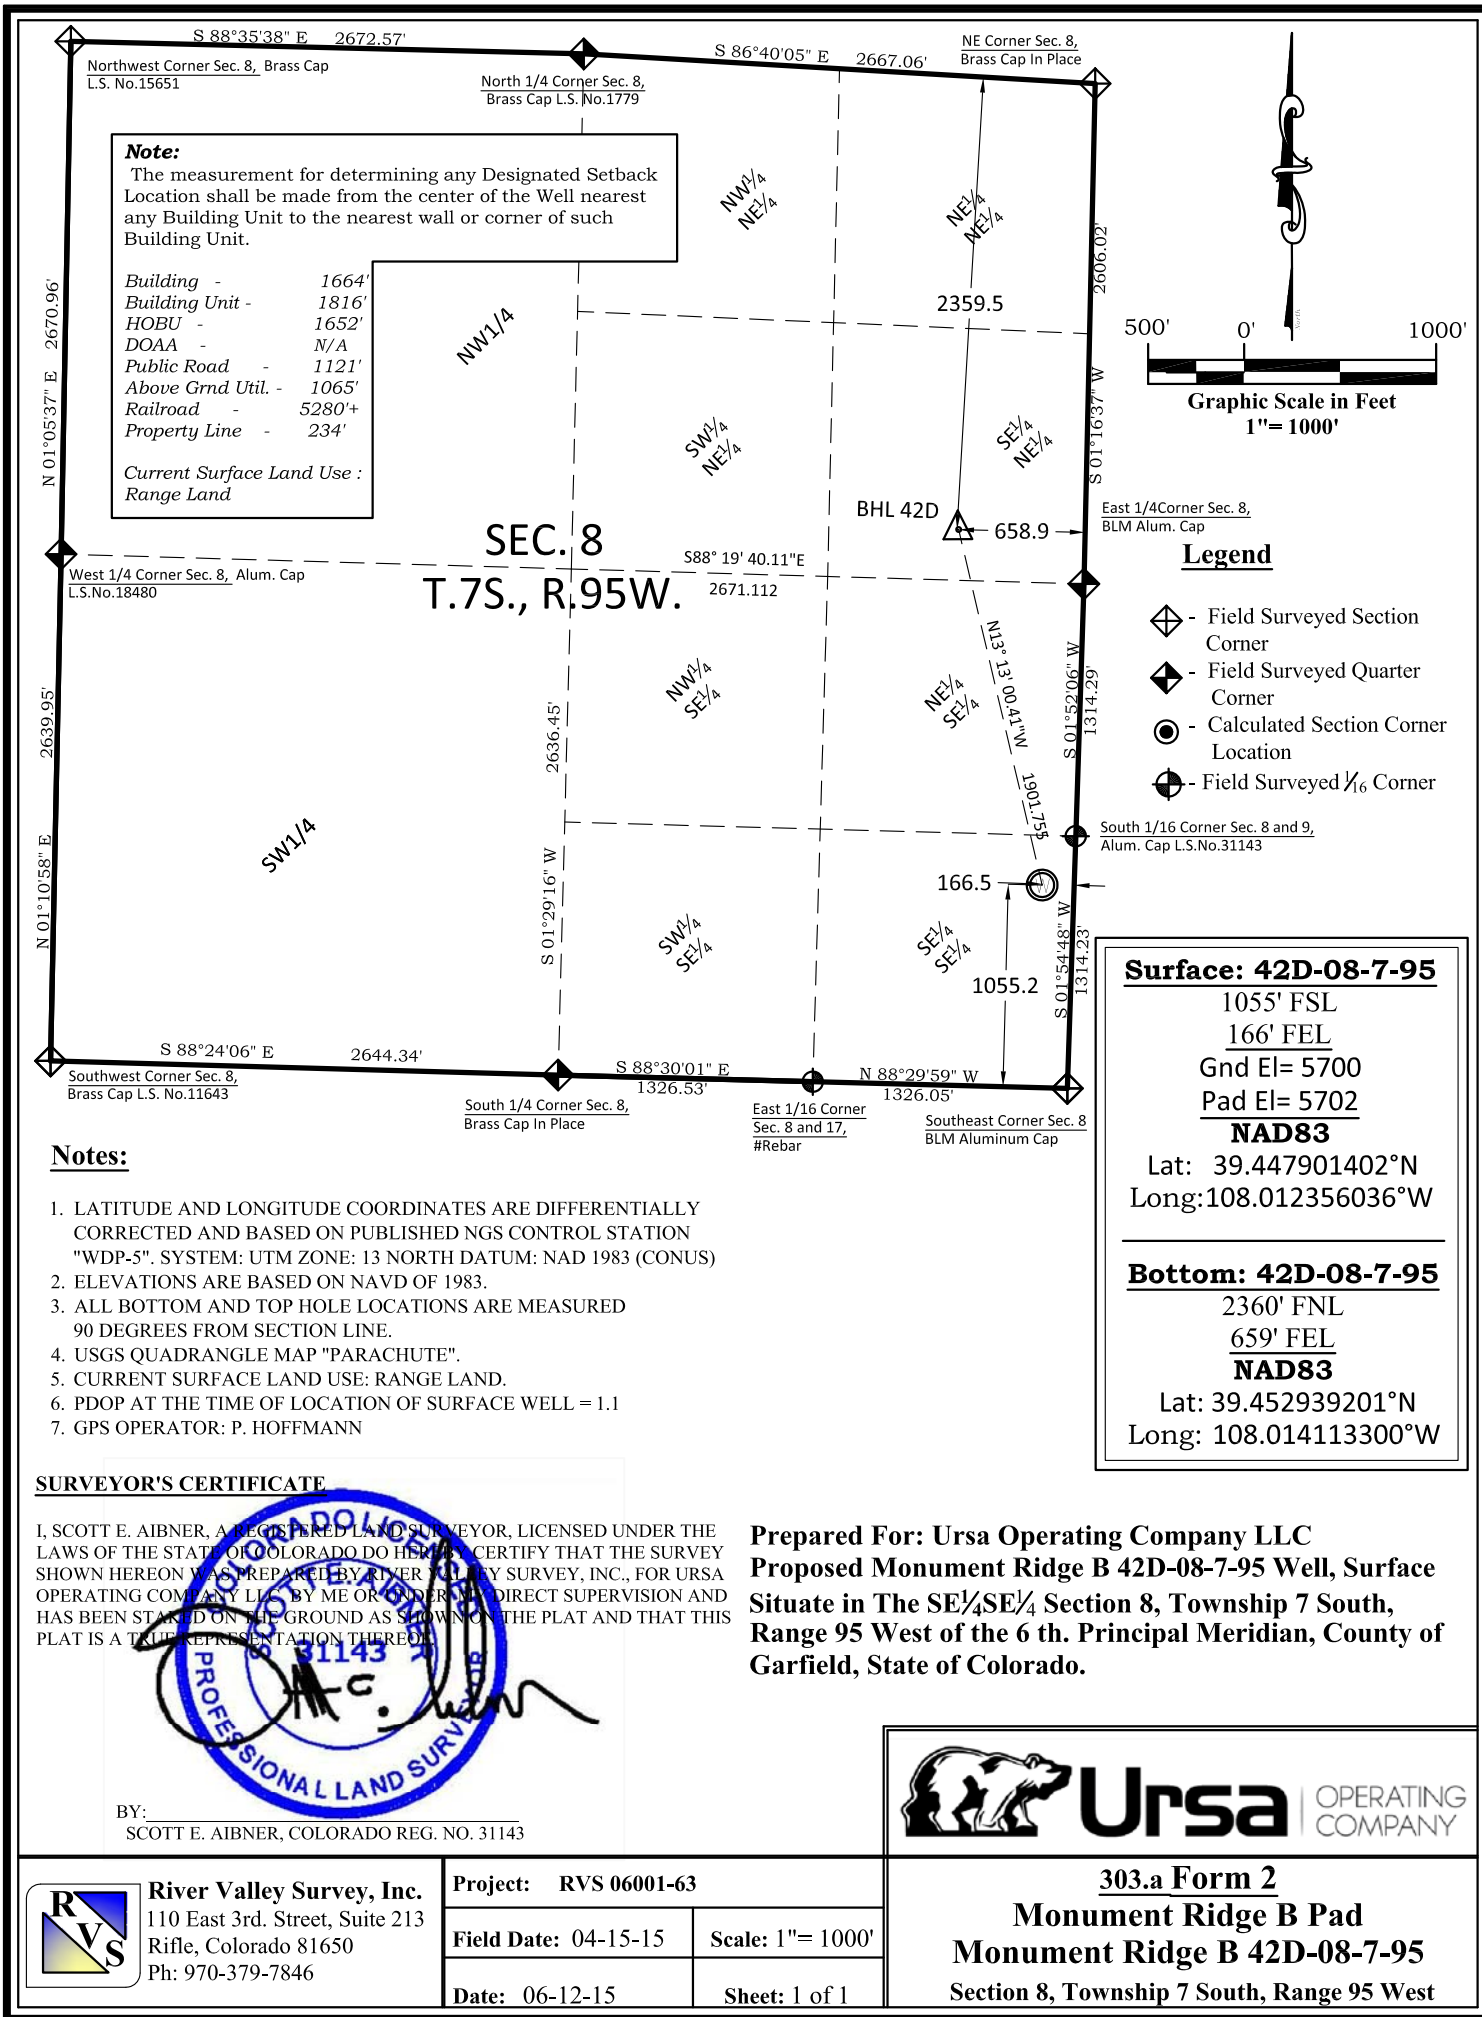 S 88°35'38" E 2672.57'
S 86°40'05" E 2667.06'
NE Corner Sec. 8,
Brass Cap In Place
Northwest Corner Sec. 8, Brass Cap
L.S. No.15651
North 1/4 Corner Sec. 8,
Brass Cap L.S. No.1779
Note:
The measurement for determining any Designated Setback
Location shall be made from the center of the Well nearest
any Building Unit to the nearest wall or corner of such
Building Unit.
Building - 1664'
Building Unit - 1816'
HOBU - 1652'
DOAA - N/A
Public Road - 1121'
Above Grnd Util. - 1065'
Railroad - 5280'+
Property Line - 234'
Current Surface Land Use :
Range Land
N 01°05'37" E 2670.96'
NW1/4
NW1/4
NE1/4
NE1/4
NE1/4
2359.5
2606.02'
S 01°16'37" W
North
500' 0' 1000'
Graphic Scale in Feet
1"= 1000'
SW1/4
NE1/4
SE1/4
NE1/4
BHL 42D
658.9
East 1/4Corner Sec. 8,
BLM Alum. Cap
SEC. 8
T.7S., R.95W.
S88° 19' 40.11"E
2671.112
West 1/4 Corner Sec. 8, Alum. Cap
L.S.No.18480
Legend
- Field Surveyed Section
Corner
- Field Surveyed Quarter
Corner
- Calculated Section Corner
Location
- Field Surveyed 1/16 Corner
N 01°10'58" E 2639.95'
2636.45'
S 01°29'16" W
NW1/4
SE1/4
NE1/4
SE1/4
N13° 13' 00.41"W
1901.755
S 01°52'06" W
1314.29'
South 1/16 Corner Sec. 8 and 9,
Alum. Cap L.S.No.31143
SW1/4
166.5
SW1/4
SE1/4
SE1/4
SE1/4
1055.2
S 01°54'48" W
1314.23'
S 88°24'06" E 2644.34'
S 88°30'01" E
1326.53'
N 88°29'59" W
1326.05'
Southwest Corner Sec. 8,
Brass Cap L.S. No.11643
South 1/4 Corner Sec. 8,
Brass Cap In Place
East 1/16 Corner
Sec. 8 and 17,
#Rebar
Southeast Corner Sec. 8
BLM Aluminum Cap
Surface: 42D-08-7-95
1055' FSL
166' FEL
Gnd El= 5700
Pad El= 5702
NAD83
Lat: 39.447901402°N
Long:108.012356036°W
Bottom: 42D-08-7-95
2360' FNL
659' FEL
NAD83
Lat: 39.452939201°N
Long: 108.014113300°W
Notes:
1. LATITUDE AND LONGITUDE COORDINATES ARE DIFFERENTIALLY
CORRECTED AND BASED ON PUBLISHED NGS CONTROL STATION
"WDP-5". SYSTEM: UTM ZONE: 13 NORTH DATUM: NAD 1983 (CONUS)
2. ELEVATIONS ARE BASED ON NAVD OF 1983.
3. ALL BOTTOM AND TOP HOLE LOCATIONS ARE MEASURED
90 DEGREES FROM SECTION LINE.
4. USGS QUADRANGLE MAP "PARACHUTE".
5. CURRENT SURFACE LAND USE: RANGE LAND.
6. PDOP AT THE TIME OF LOCATION OF SURFACE WELL = 1.1
7. GPS OPERATOR: P. HOFFMANN
SURVEYOR'S CERTIFICATE
I, SCOTT E. AIBNER, A REGISTERED LAND SURVEYOR, LICENSED UNDER THE
LAWS OF THE STATE OF COLORADO DO HEREBY CERTIFY THAT THE SURVEY
SHOWN HEREON WAS PREPARED BY RIVER VALLEY SURVEY, INC., FOR URSA
OPERATING COMPANY LLC BY ME OR UNDER MY DIRECT SUPERVISION AND
HAS BEEN STAKED ON THE GROUND AS SHOWN ON THE PLAT AND THAT THIS
PLAT IS A TRUE REPRESENTATION THEREOF.
COLORADO LICENSED
SCOTT E. AIBNER
31143
PROFESSIONAL LAND SURVEYOR
BY:
SCOTT E. AIBNER, COLORADO REG. NO. 31143
Prepared For: Ursa Operating Company LLC
Proposed Monument Ridge B 42D-08-7-95 Well, Surface
Situate in The SE1/4SE1/4 Section 8, Township 7 South,
Range 95 West of the 6 th. Principal Meridian, County of
Garfield, State of Colorado.
Ursa OPERATING
COMPANY
RVS
River Valley Survey, Inc.
110 East 3rd. Street, Suite 213
Rifle, Colorado 81650
Ph: 970-379-7846
Project: RVS 06001-63
Field Date: 04-15-15
Scale: 1"= 1000'
Date: 06-12-15
Sheet: 1 of 1
303.a Form 2
Monument Ridge B Pad
Monument Ridge B 42D-08-7-95
Section 8, Township 7 South, Range 95 West